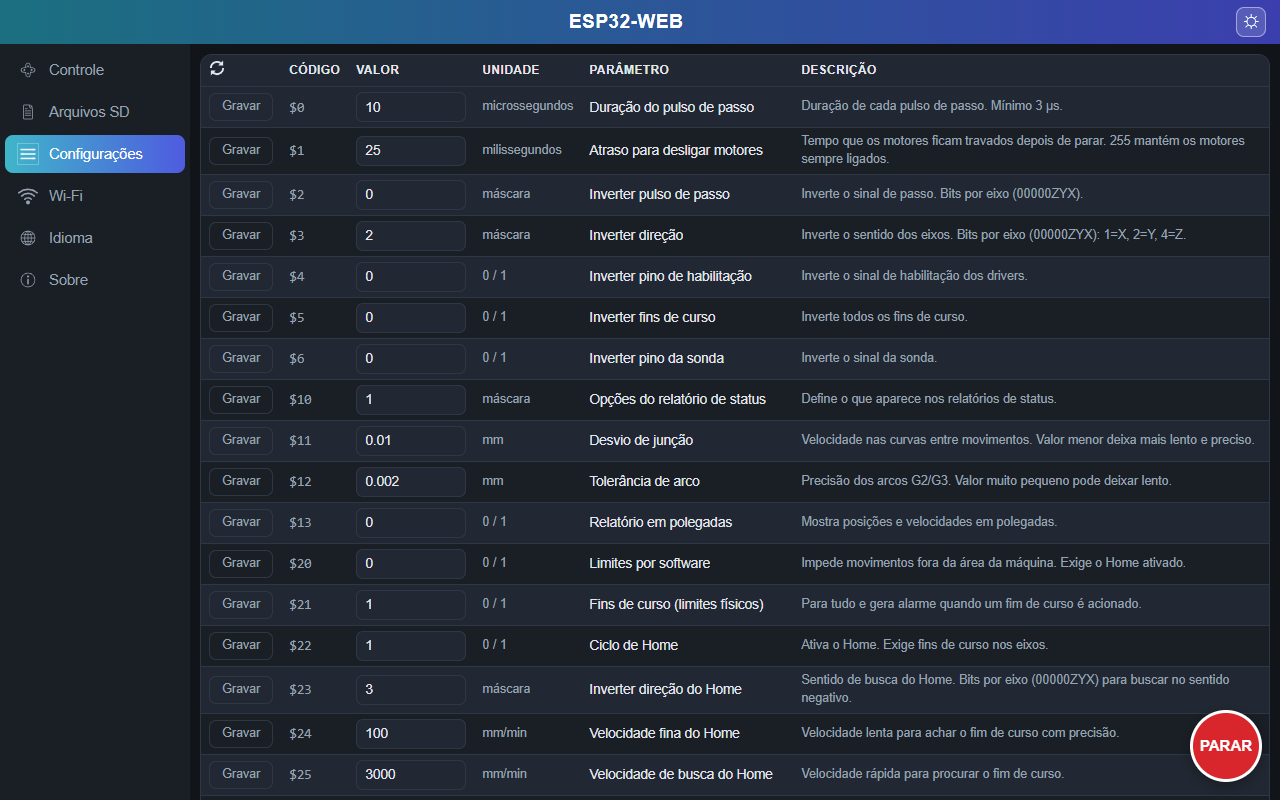 ESP32-WEB
Controle
Arquivos SD
Configurações
Wi-Fi
Idioma
Sobre
CÓDIGO VALOR UNIDADE PARÂMETRO DESCRIÇÃO
Gravar $0 10 microssegundos Duração do pulso de passo Duração de cada pulso de passo. Mínimo 3 µs.
Gravar $1 25 milissegundos Atraso para desligar motores Tempo que os motores ficam travados depois de parar. 255 mantém os motores
sempre ligados.
Gravar $2 0 máscara Inverter pulso de passo Inverte o sinal de passo. Bits por eixo (00000ZYX).
Gravar $3 2 máscara Inverter direção Inverte o sentido dos eixos. Bits por eixo (00000ZYX): 1=X, 2=Y, 4=Z.
Gravar $4 0 0 / 1 Inverter pino de habilitação Inverte o sinal de habilitação dos drivers.
Gravar $5 0 0 / 1 Inverter fins de curso Inverte todos os fins de curso.
Gravar $6 0 0 / 1 Inverter pino da sonda Inverte o sinal da sonda.
Gravar $10 1 máscara Opções do relatório de status Define o que aparece nos relatórios de status.
Gravar $11 0.01 mm Desvio de junção Velocidade nas curvas entre movimentos. Valor menor deixa mais lento e preciso.
Gravar $12 0.002 mm Tolerância de arco Precisão dos arcos G2/G3. Valor muito pequeno pode deixar lento.
Gravar $13 0 0 / 1 Relatório em polegadas Mostra posições e velocidades em polegadas.
Gravar $20 0 0 / 1 Limites por software Impede movimentos fora da área da máquina. Exige o Home ativado.
Gravar $21 1 0 / 1 Fins de curso (limites físicos) Para tudo e gera alarme quando um fim de curso é acionado.
Gravar $22 1 0 / 1 Ciclo de Home Ativa o Home. Exige fins de curso nos eixos.
Gravar $23 3 máscara Inverter direção do Home Sentido de busca do Home. Bits por eixo (00000ZYX) para buscar no sentido
negativo.
Gravar $24 100 mm/min Velocidade fina do Home Velocidade lenta para achar o fim de curso com precisão.
Gravar $25 3000 mm/min Velocidade de busca do Home Velocidade rápida para procurar o fim de curso.
PARAR